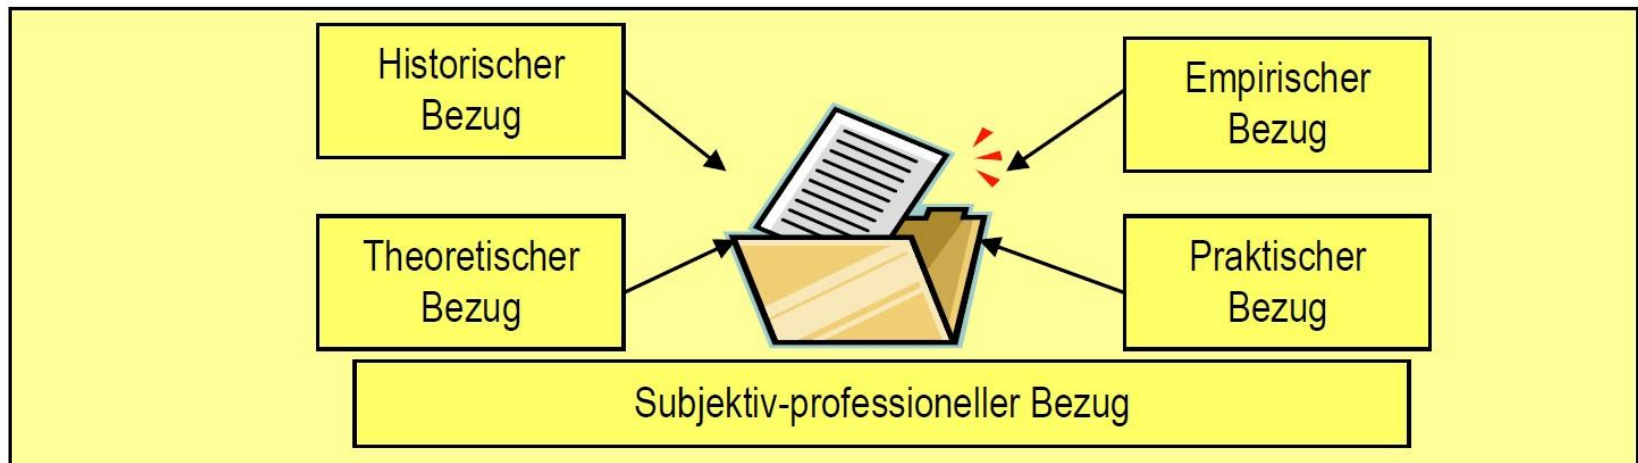 Historischer
Bezug
Empirischer
Bezug
Theoretischer
Bezug
Praktischer
Bezug
Subjektiv-professioneller Bezug